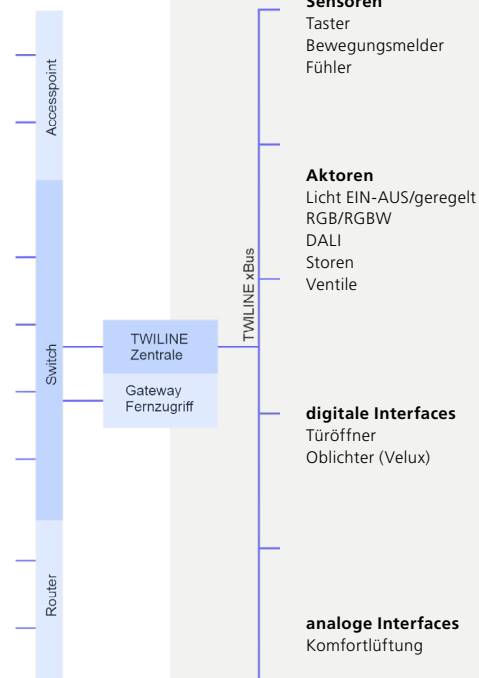 Accesspoint
Switch
Router
TWILINE
Zentrale
Gateway
Fernzugriff
TWILINE xBus
Sensoren
Taster
Bewegungsmelder
Fühler
Aktoren
Licht EIN-AUS/geregelt
RGB/RGBW
DALI
Storen
Ventile
digitale Interfaces
Türöffner
Oblichter (Velux)
analoge Interfaces
Komfortlüftung